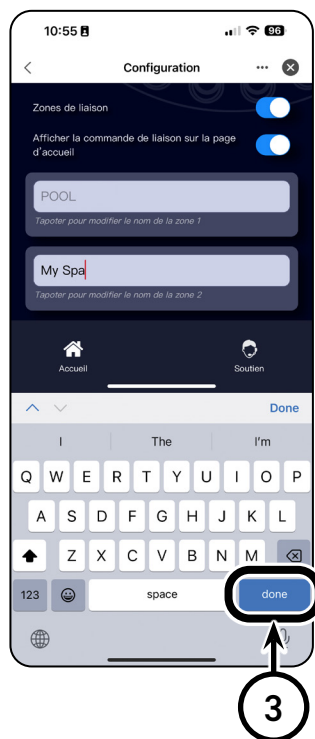 10:55
96
Configuration
Zones de liaison
Afficher la commande de liaison sur la page
d'accueil
POOL
Tapoter pour modifier le nom de la zone 1
My Spa
Tapoter pour modifier le nom de la zone 2
Accueil
Soutien
Done
I The I'm
Q W E R T Y U I O P
A S D F G H J K L
Z X C V B N M
123 space done
3